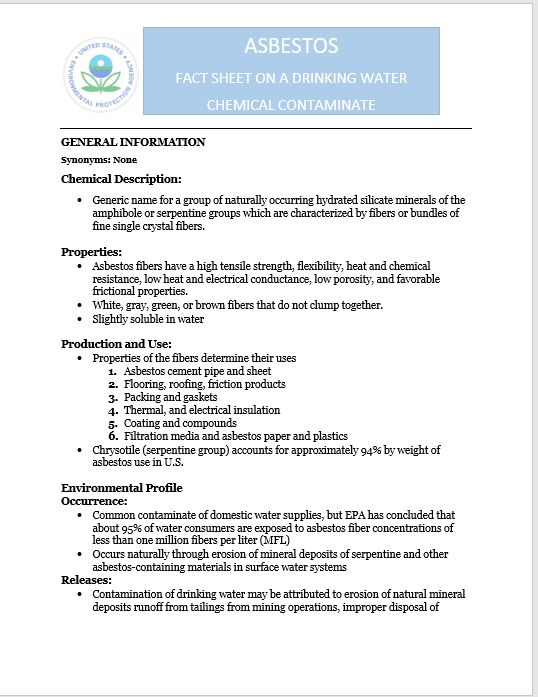 UNITED STATES
ENVIRONMENTAL PROTECTION AGENCY
ASBESTOS
FACT SHEET ON A DRINKING WATER
CHEMICAL CONTAMINATE
GENERAL INFORMATION
Synonyms: None
Chemical Description:
• Generic name for a group of naturally occurring hydrated silicate minerals of the
amphibole or serpentine groups which are characterized by fibers or bundles of
fine single crystal fibers.
Properties:
• Asbestos fibers have a high tensile strength, flexibility, heat and chemical
resistance, low heat and electrical conductance, low porosity, and favorable
frictional properties.
• White, gray, green, or brown fibers that do not clump together.
• Slightly soluble in water
Production and Use:
• Properties of the fibers determine their uses
1. Asbestos cement pipe and sheet
2. Flooring, roofing, friction products
3. Packing and gaskets
4. Thermal, and electrical insulation
5. Coating and compounds
6. Filtration media and asbestos paper and plastics
• Chrysotile (serpentine group) accounts for approximately 94% by weight of
asbestos use in U.S.
Environmental Profile
Occurrence:
• Common contaminate of domestic water supplies, but EPA has concluded that
about 95% of water consumers are exposed to asbestos fiber concentrations of
less than one million fibers per liter (MFL)
• Occurs naturally through erosion of mineral deposits of serpentine and other
asbestos-containing materials in surface water systems
Releases:
• Contamination of drinking water may be attributed to erosion of natural mineral
deposits runoff from tailings from mining operations, improper disposal of